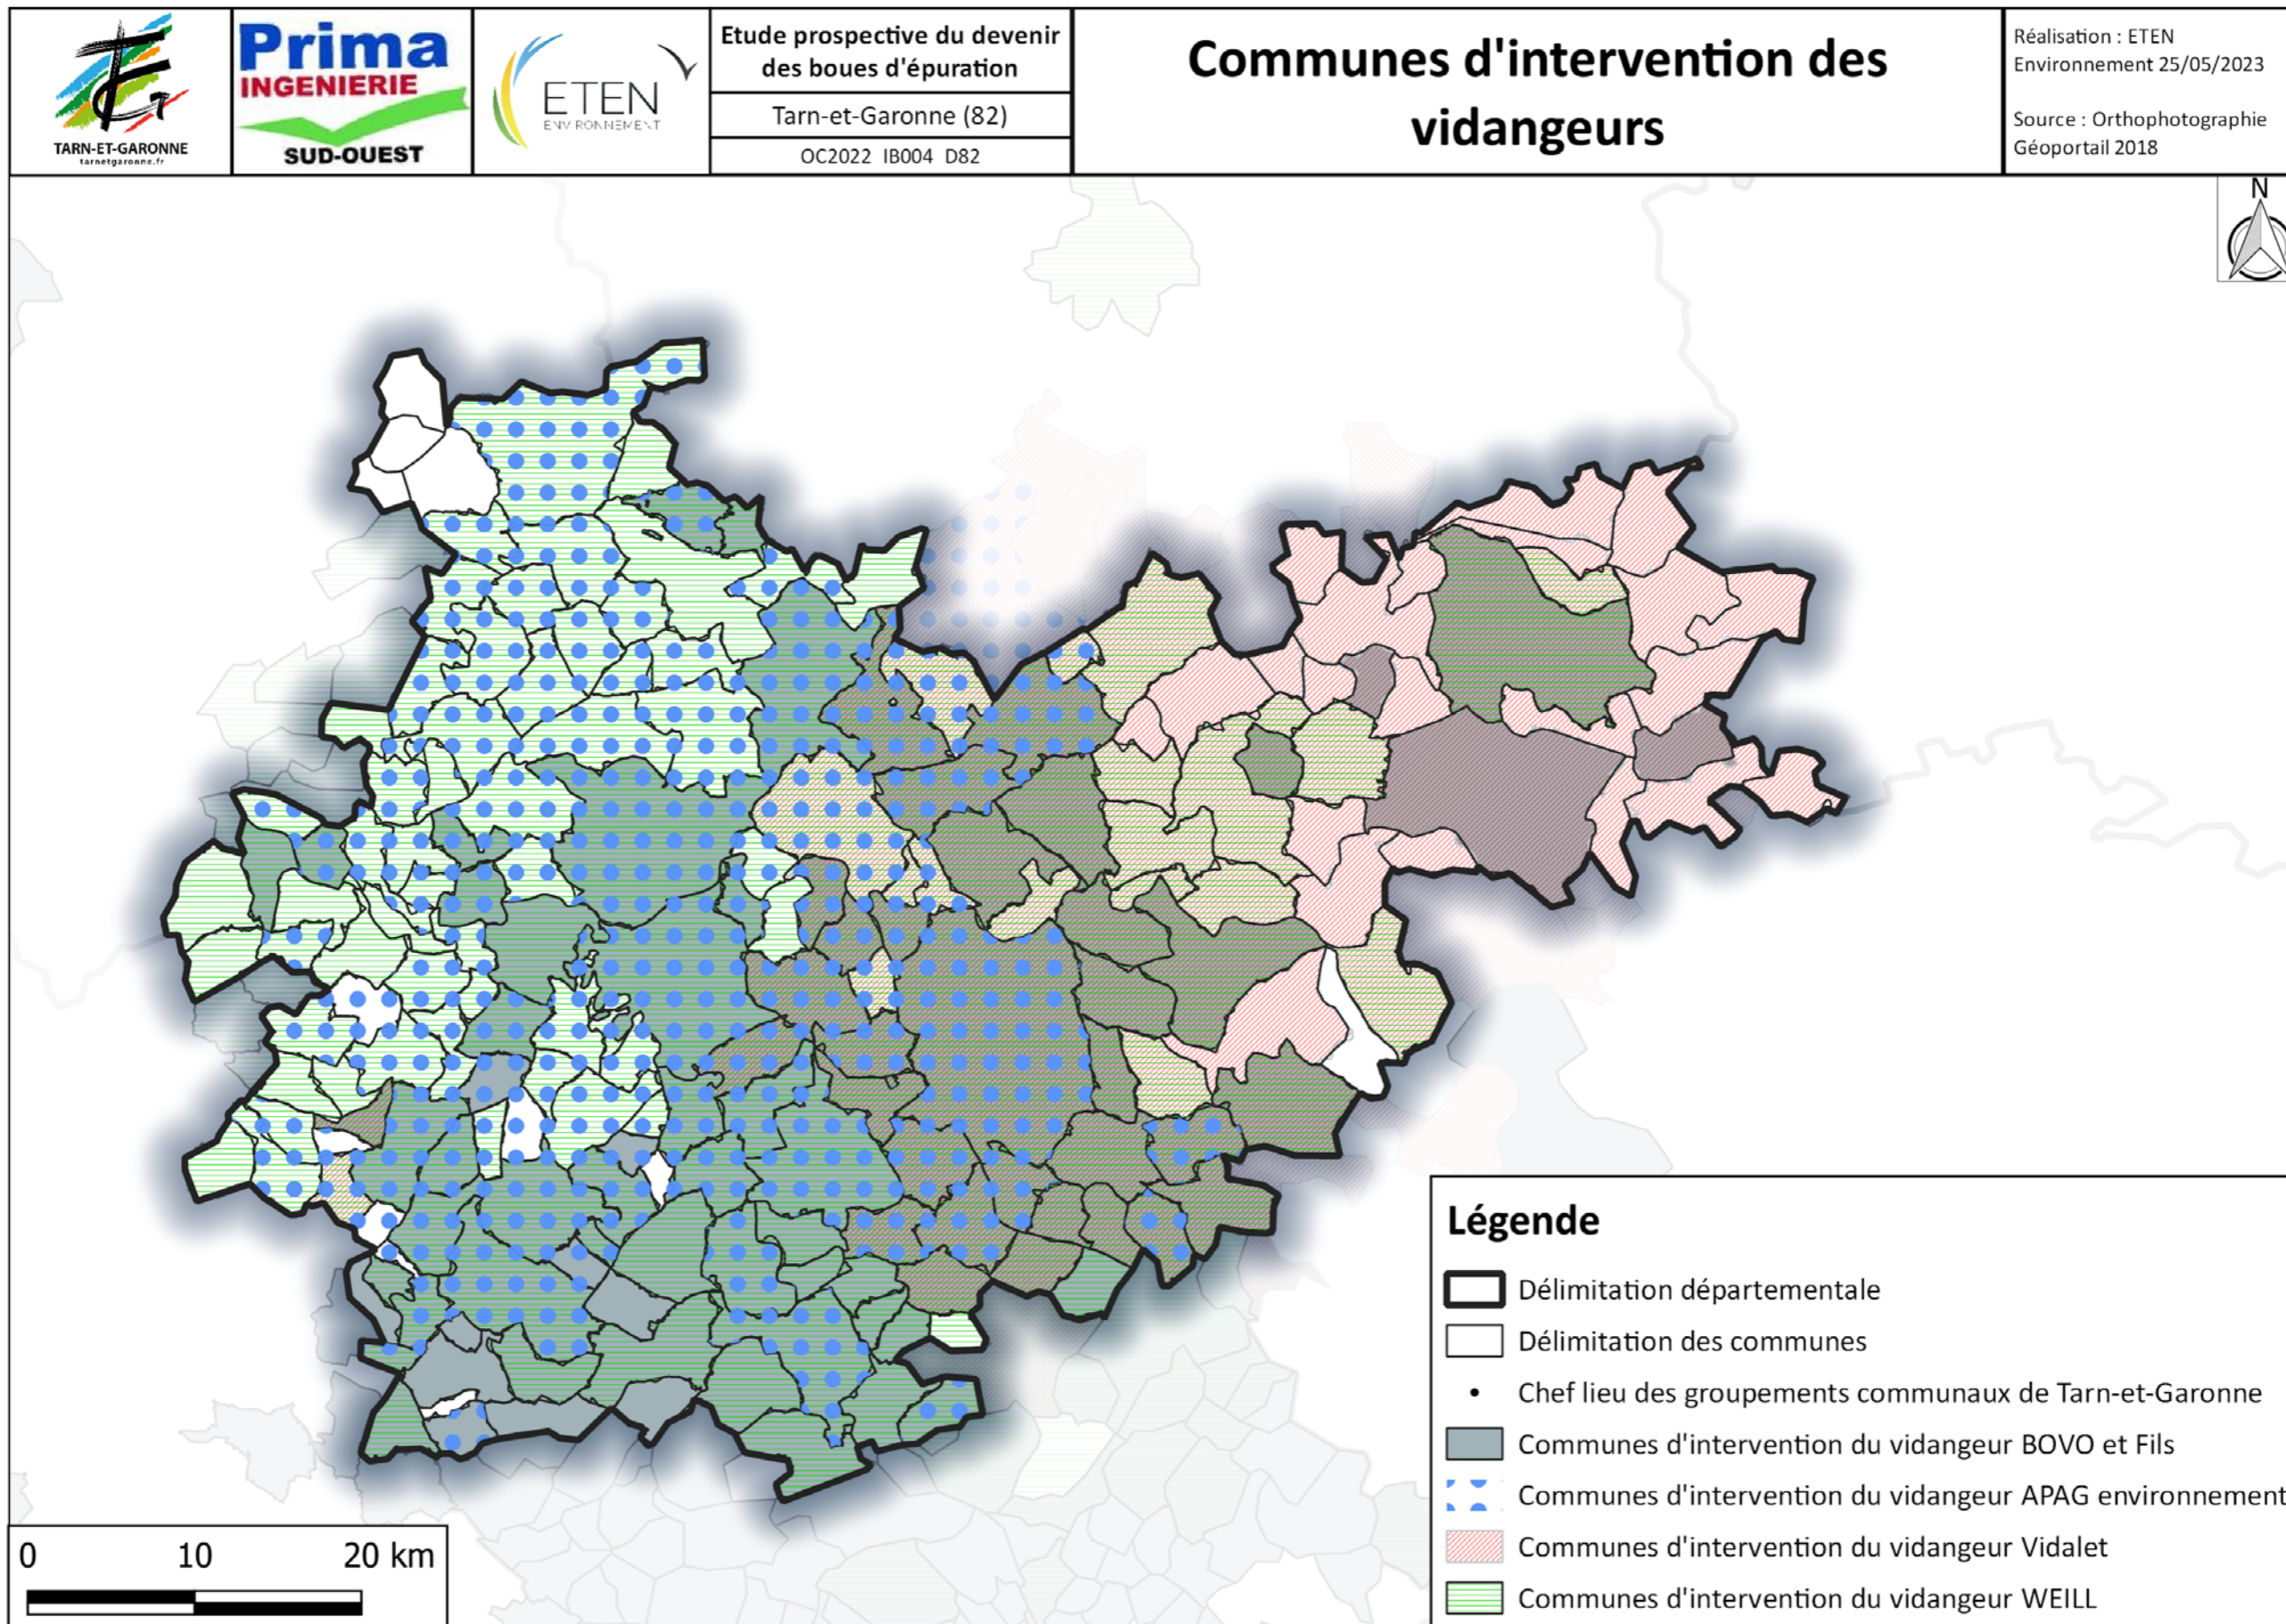 TARN-ET-GARONNE
tarnetgaronne.fr
Prima
INGENIERIE
SUD-OUEST
ETEN
ENVIRONNEMENT
Etude prospective du devenir
des boues d'épuration
Tarn-et-Garonne (82)
OC2022 IB004 D82
Communes d'intervention des
vidangeurs
Réalisation : ETEN
Environnement 25/05/2023
Source : Orthophotographie
Géoportail 2018
N
Légende
Délimitation départementale
Délimitation des communes
Chef lieu des groupements communaux de Tarn-et-Garonne
Communes d'intervention du vidangeur BOVO et Fils
Communes d'intervention du vidangeur APAG environnement
Communes d'intervention du vidangeur Vidalet
Communes d'intervention du vidangeur WEILL
0 10 20 km